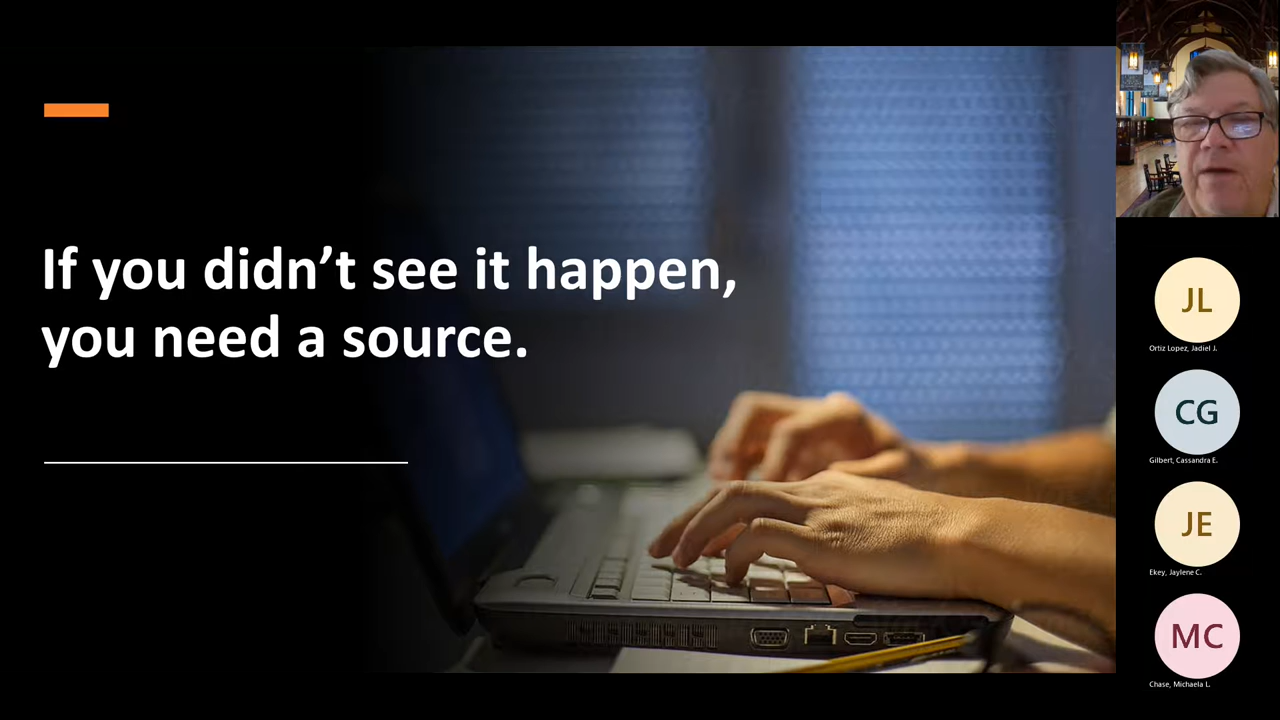 If you didn’t see it happen,
you need a source.
JL
Ortiz Lopez, Jadiel J.
CG
Gilbert, Cassandra E.
JE
Ekey, Jaylene C.
MC
Chase, Michaela L.